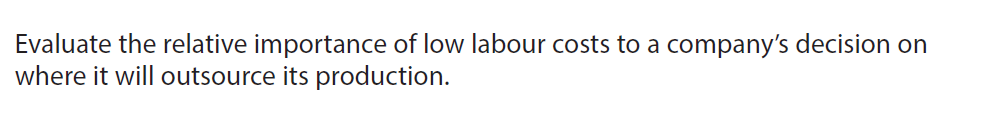 Evaluate the relative importance of low labour costs to a company’s decision on
where it will outsource its production.